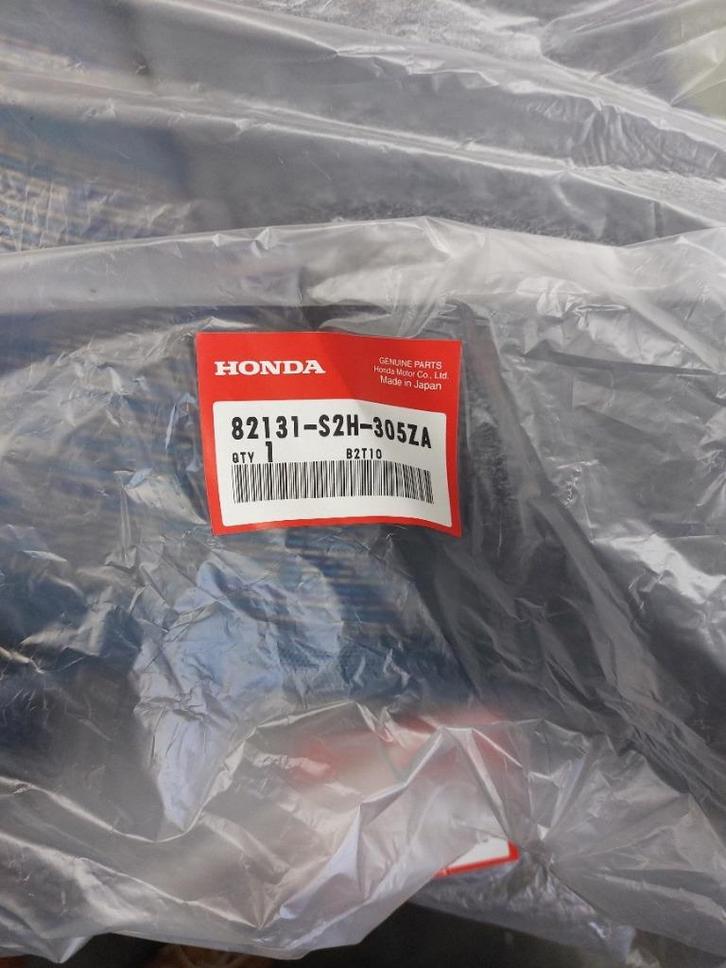 HONDA
GENUINE PARTS
Honda Motor Co., Ltd.
Made in Japan
82131-S2H-305ZA
QTY 1 B2T10